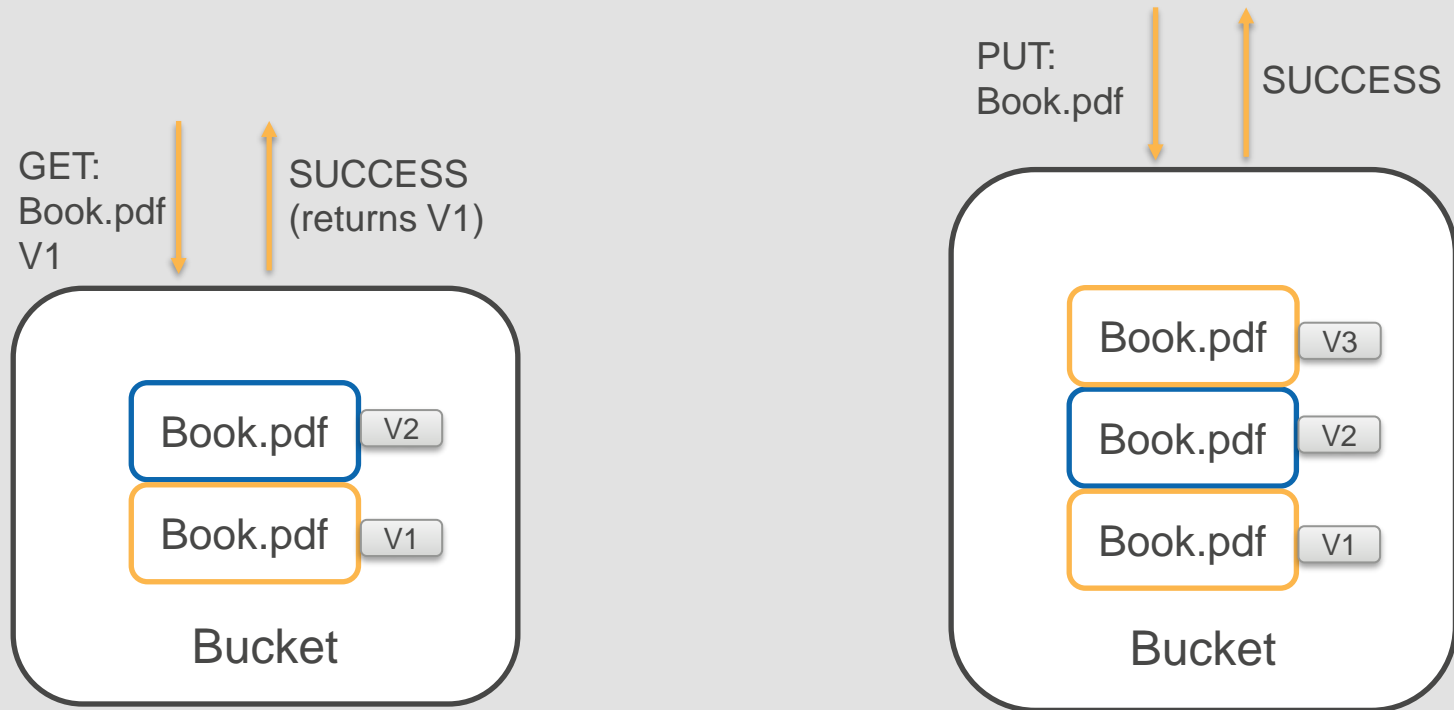 GET:
Book.pdf
V1
SUCCESS
(returns V1)
Book.pdf
V2
Book.pdf
V1
Bucket
PUT:
Book.pdf
SUCCESS
Book.pdf
V3
Book.pdf
V2
Book.pdf
V1
Bucket